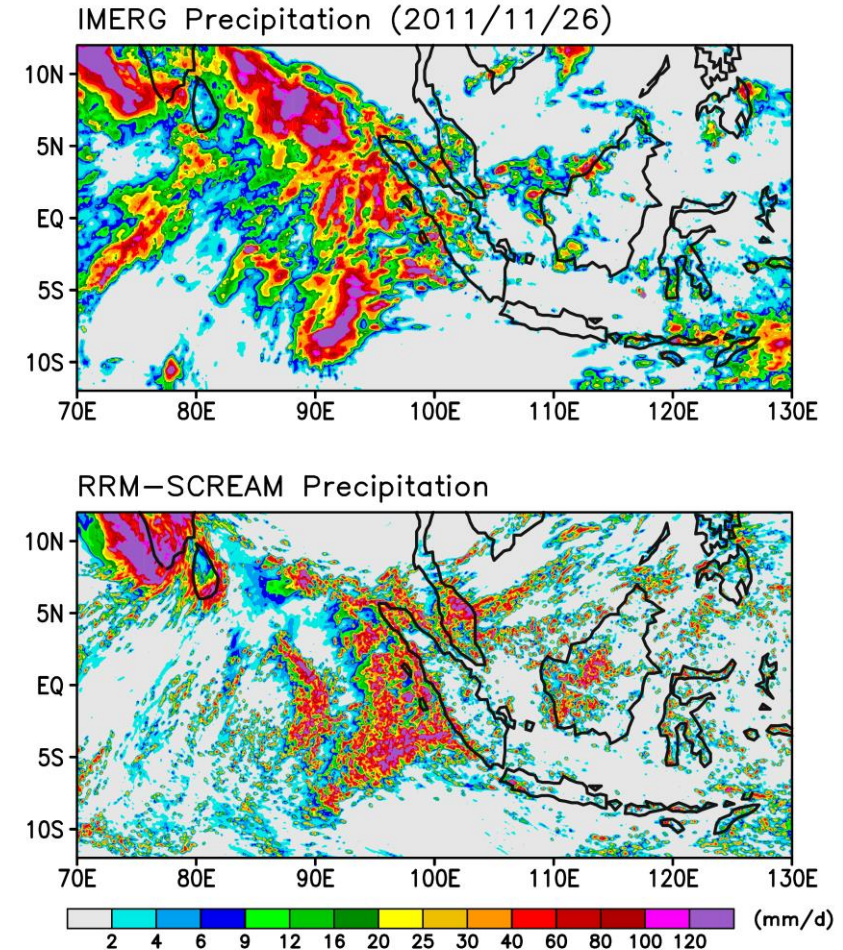 IMERG Precipitation (2011/11/26)
10N
5N
EQ
5S
10S
70E 80E 90E 100E 110E 120E 130E
RRM-SCREAM Precipitation
10N
5N
EQ
5S
10S
70E 80E 90E 100E 110E 120E 130E
2 4 6 9 12 16 20 25 30 40 60 80 100 120 (mm/d)